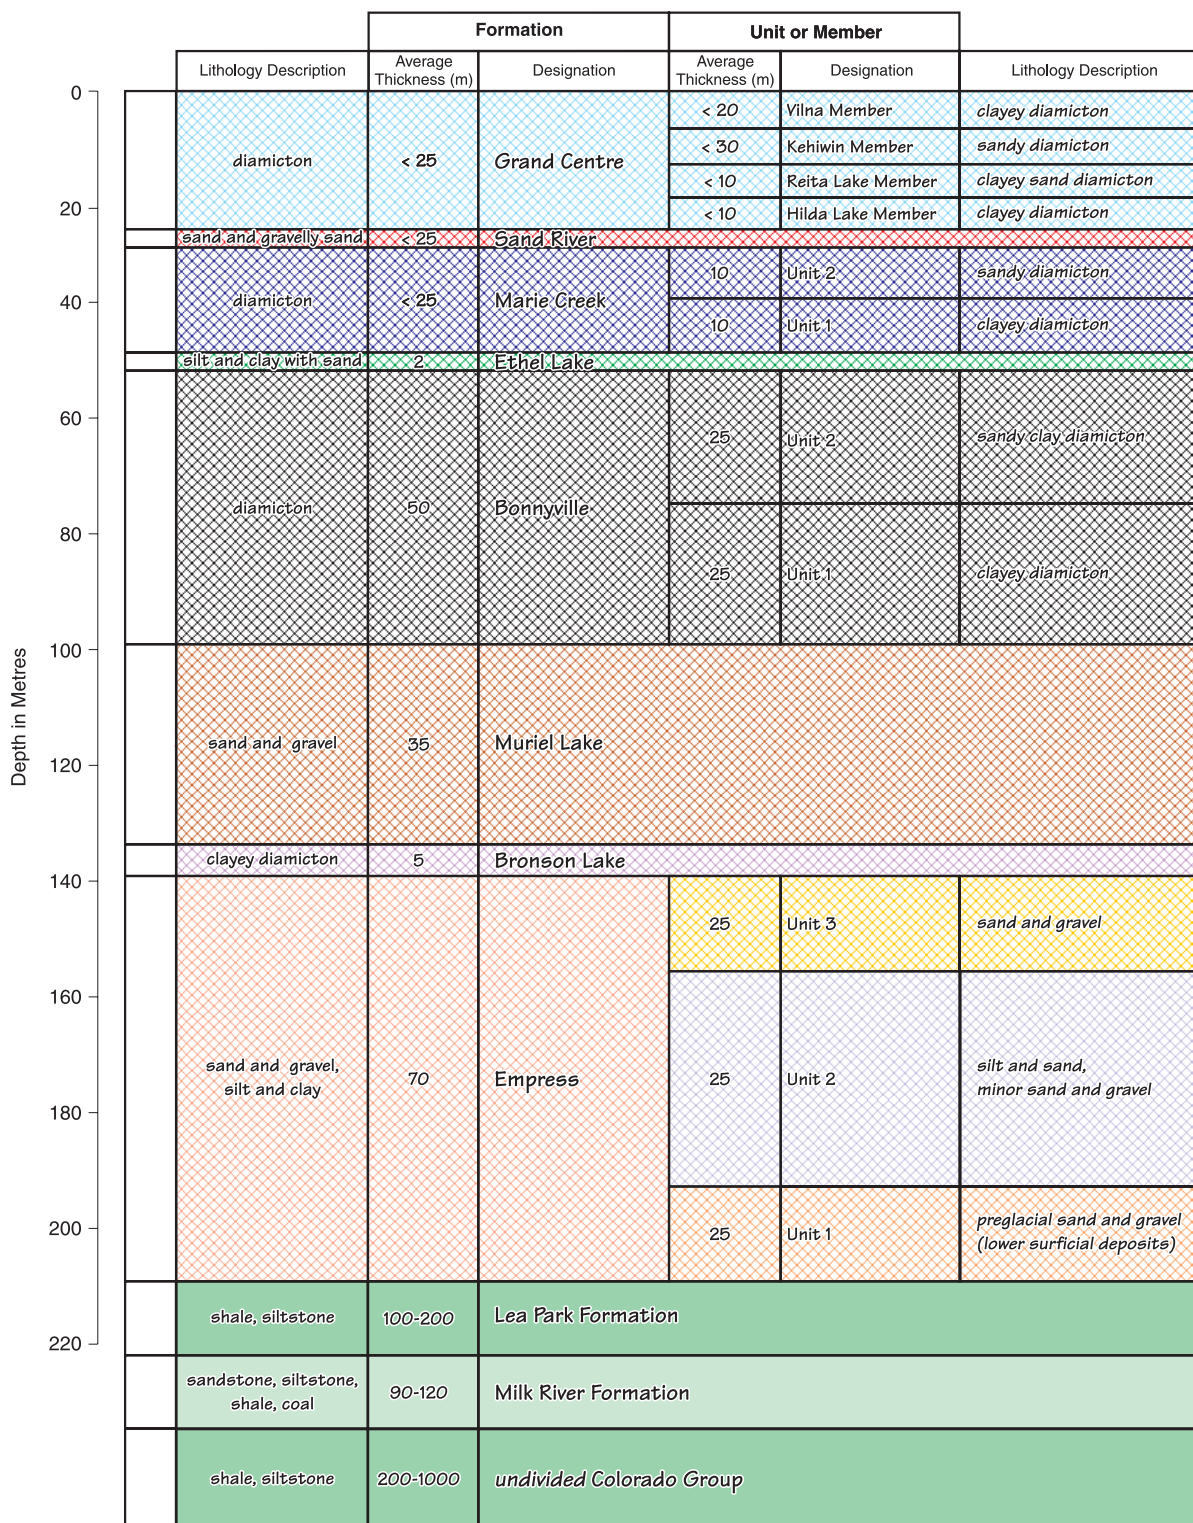 Formation
Unit or Member
Lithology Description
Average
Thickness (m)
Designation
Average
Thickness (m)
Designation
Lithology Description
Depth in Metres
0
20
40
60
80
100
120
140
160
180
200
220
diamicton
< 25
Grand Centre
< 20
Vilna Member
clayey diamicton
< 30
Kehiwin Member
sandy diamicton
< 10
Reita Lake Member
clayey sand diamicton
< 10
Hilda Lake Member
clayey diamicton
sand and gravelly sand
< 25
Sand River
diamicton
< 25
Marie Creek
10
Unit 2
sandy diamicton
10
Unit 1
clayey diamicton
silt and clay with sand
2
Ethel Lake
diamicton
50
Bonnyville
25
Unit 2
sandy clay diamicton
25
Unit 1
clayey diamicton
sand and gravel
35
Muriel Lake
clayey diamicton
5
Bronson Lake
sand and gravel,
silt and clay
70
Empress
25
Unit 3
sand and gravel
25
Unit 2
silt and sand,
minor sand and gravel
25
Unit 1
preglacial sand and gravel
(lower surficial deposits)
shale, siltstone
100-200
Lea Park Formation
sandstone, siltstone,
shale, coal
90-120
Milk River Formation
shale, siltstone
200-1000
undivided Colorado Group